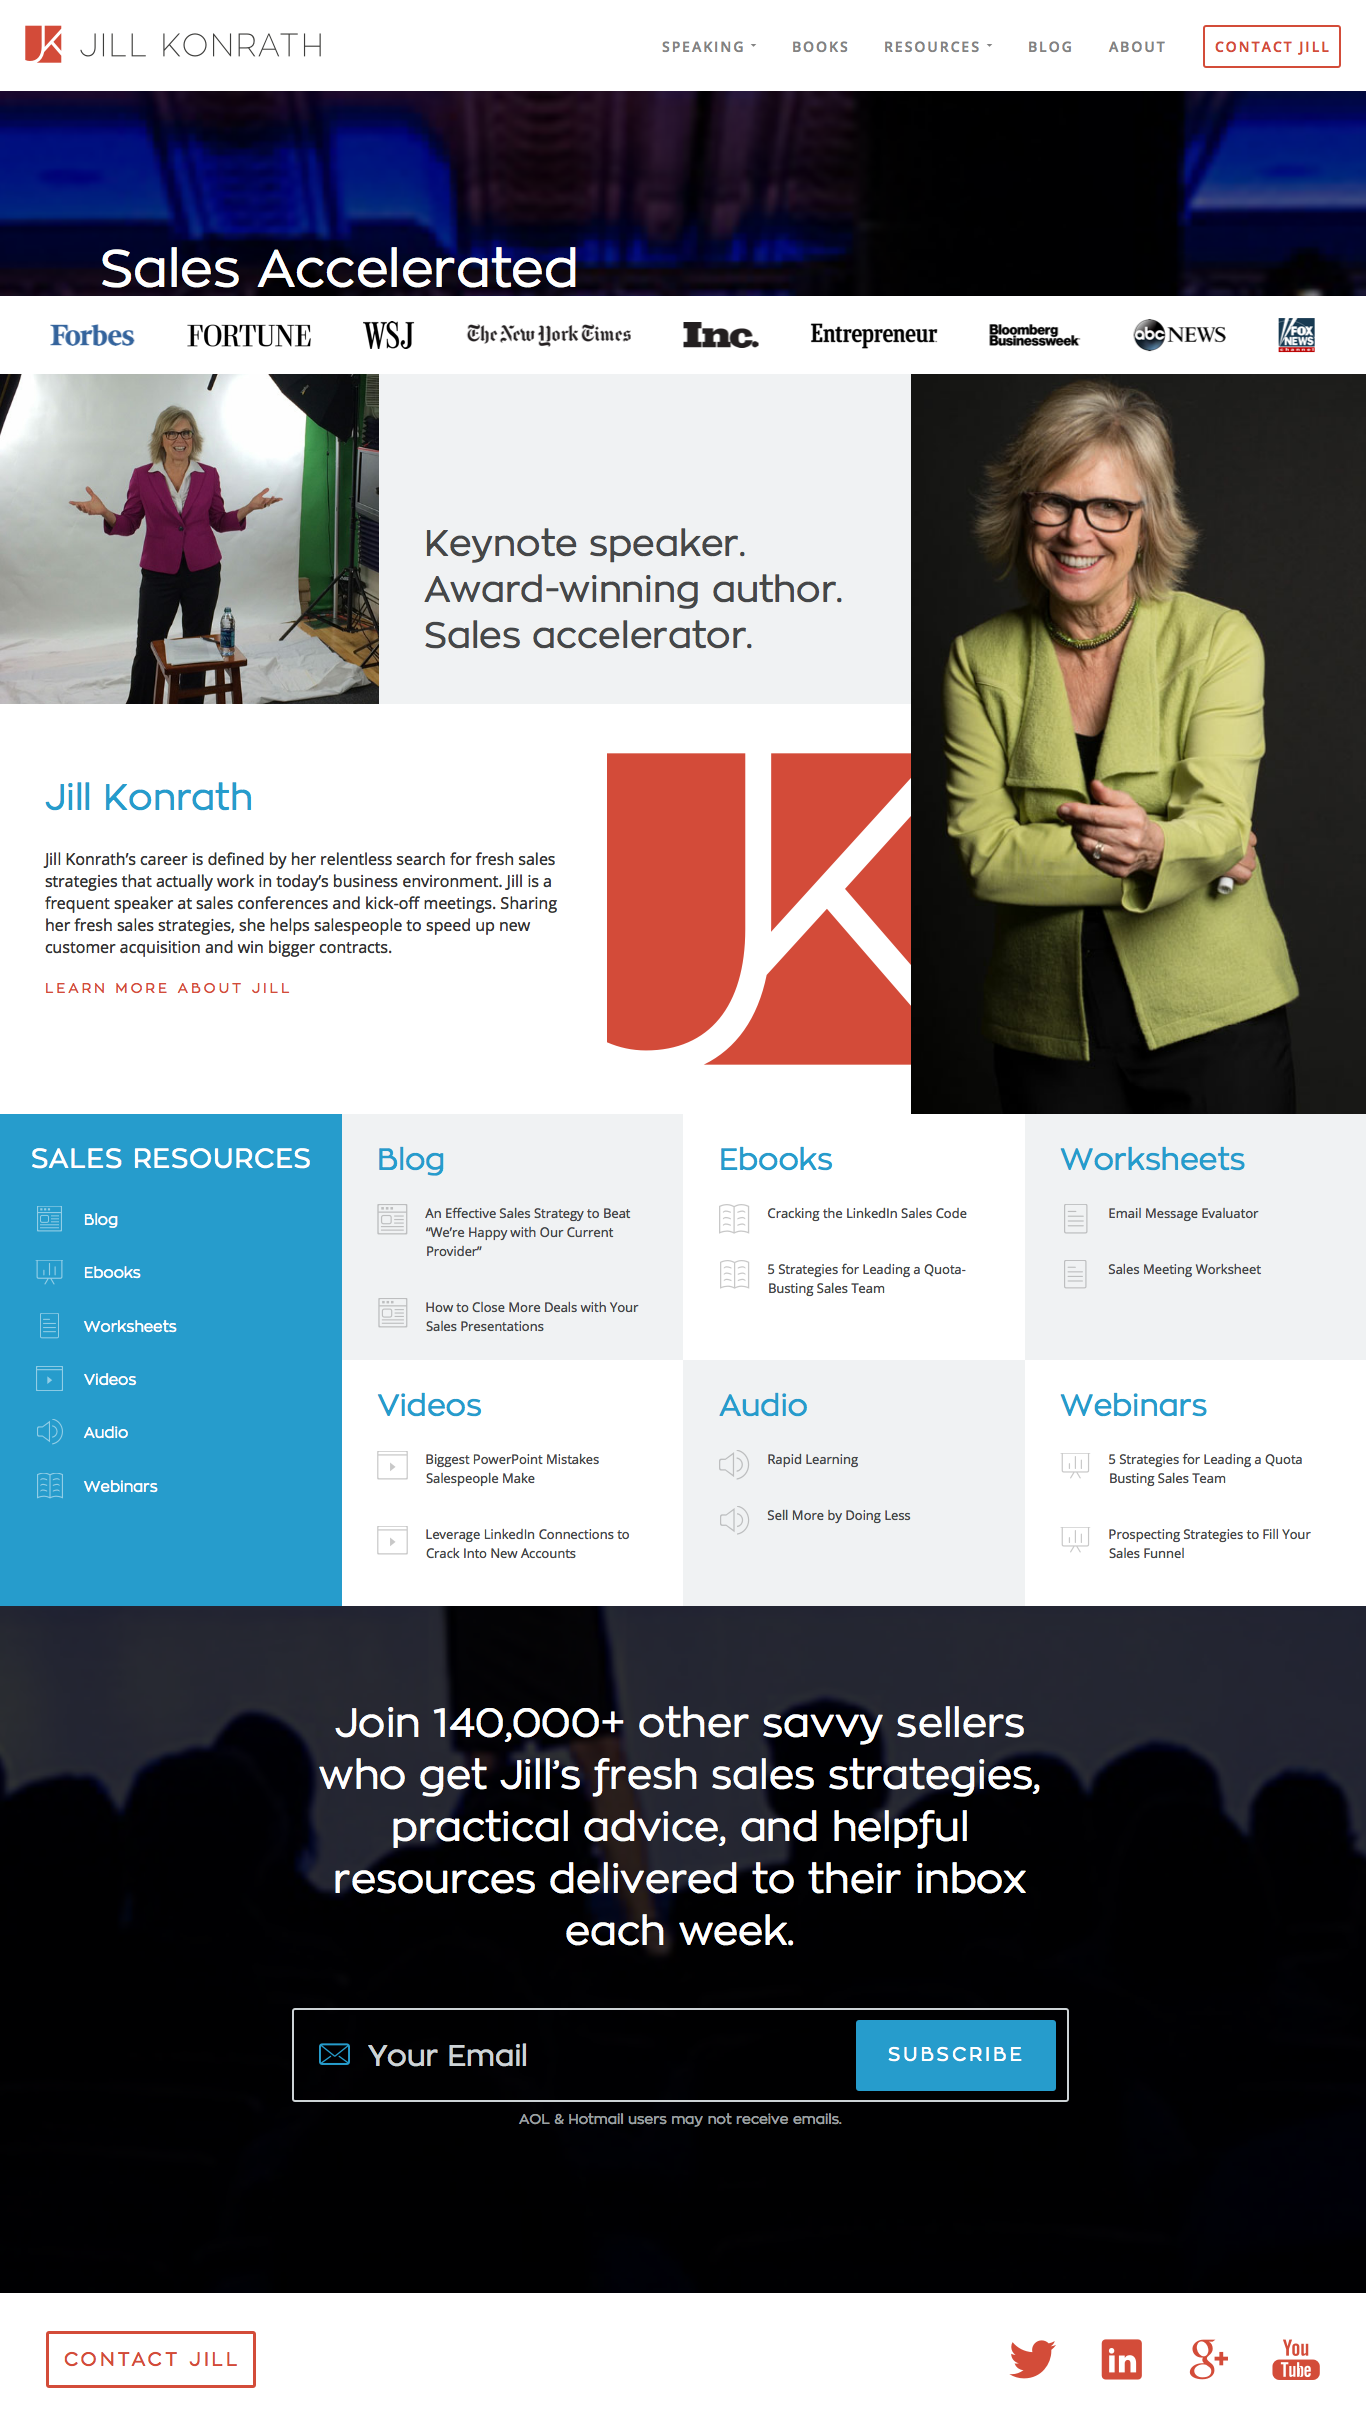 JK JILL KONRATH
SPEAKING BOOKS RESOURCES BLOG ABOUT CONTACT JILL
Sales Accelerated
Forbes FORTUNE WSJ The New York Times Inc. Entrepreneur Bloomberg Businessweek abc NEWS FOX NEWS channel
Keynote speaker.
Award-winning author.
Sales accelerator.
Jill Konrath
Jill Konrath's career is defined by her relentless search for fresh sales
strategies that actually work in today's business environment. Jill is a
frequent speaker at sales conferences and kick-off meetings. Sharing
her fresh sales strategies, she helps salespeople to speed up new
customer acquisition and win bigger contracts.
LEARN MORE ABOUT JILL
JK
SALES RESOURCES
Blog
Ebooks
Worksheets
Videos
Audio
Webinars
Blog
An Effective Sales Strategy to Beat
“We’re Happy with Our Current
Provider”
How to Close More Deals with Your
Sales Presentations
Ebooks
Cracking the LinkedIn Sales Code
5 Strategies for Leading a Quota-
Busting Sales Team
Worksheets
Email Message Evaluator
Sales Meeting Worksheet
Videos
Biggest PowerPoint Mistakes
Salespeople Make
Leverage LinkedIn Connections to
Crack Into New Accounts
Audio
Rapid Learning
Sell More by Doing Less
Webinars
5 Strategies for Leading a Quota
Busting Sales Team
Prospecting Strategies to Fill Your
Sales Funnel
Join 140,000+ other savvy sellers
who get Jill's fresh sales strategies,
practical advice, and helpful
resources delivered to their inbox
each week.
Your Email
SUBSCRIBE
AOL & Hotmail users may not receive emails.
CONTACT JILL
in g+ You Tube